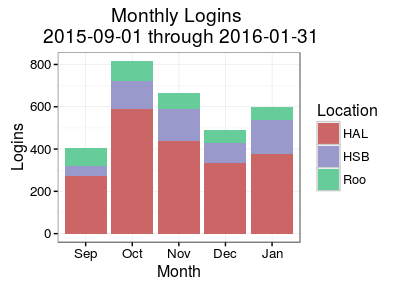 Monthly Logins
2015-09-01 through 2016-01-31
800
600
400
200
0
Logins
Sep Oct Nov Dec Jan
Month
Location
HAL
HSB
Roo